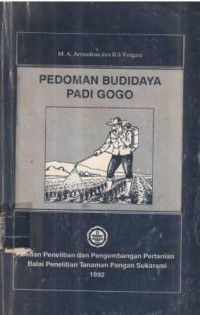 M. A. Arraudeau dan B.S Vergara
PEDOMAN BUDIDAYA
PADI GOGO
Badan Penelitian dan Pengembangan Pertanian
Balai Penelitian Tanaman Pangan Sukarami
1992